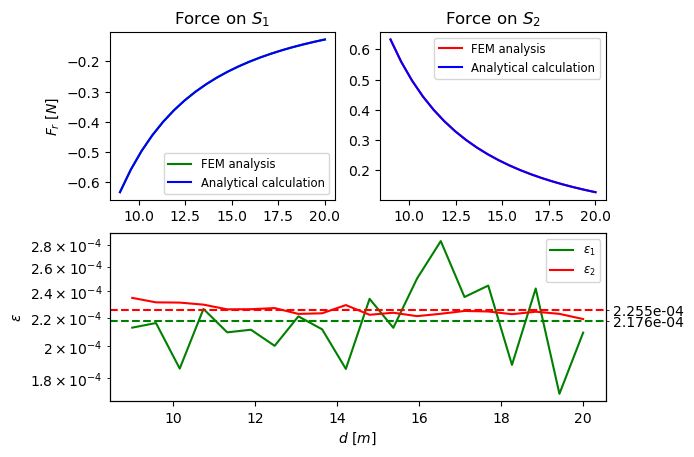 Force on S₁
Force on S₂
F_r [N]
−0.2
−0.3
−0.4
−0.5
−0.6
FEM analysis
Analytical calculation
10.0 12.5 15.0 17.5 20.0
0.6
0.5
0.4
0.3
0.2
FEM analysis
Analytical calculation
10.0 12.5 15.0 17.5 20.0
ε
2.8 × 10⁻⁴
2.6 × 10⁻⁴
2.4 × 10⁻⁴
2.2 × 10⁻⁴
2 × 10⁻⁴
1.8 × 10⁻⁴
ε₁
ε₂
2.255e-04
2.176e-04
10 12 14 16 18 20
d [m]